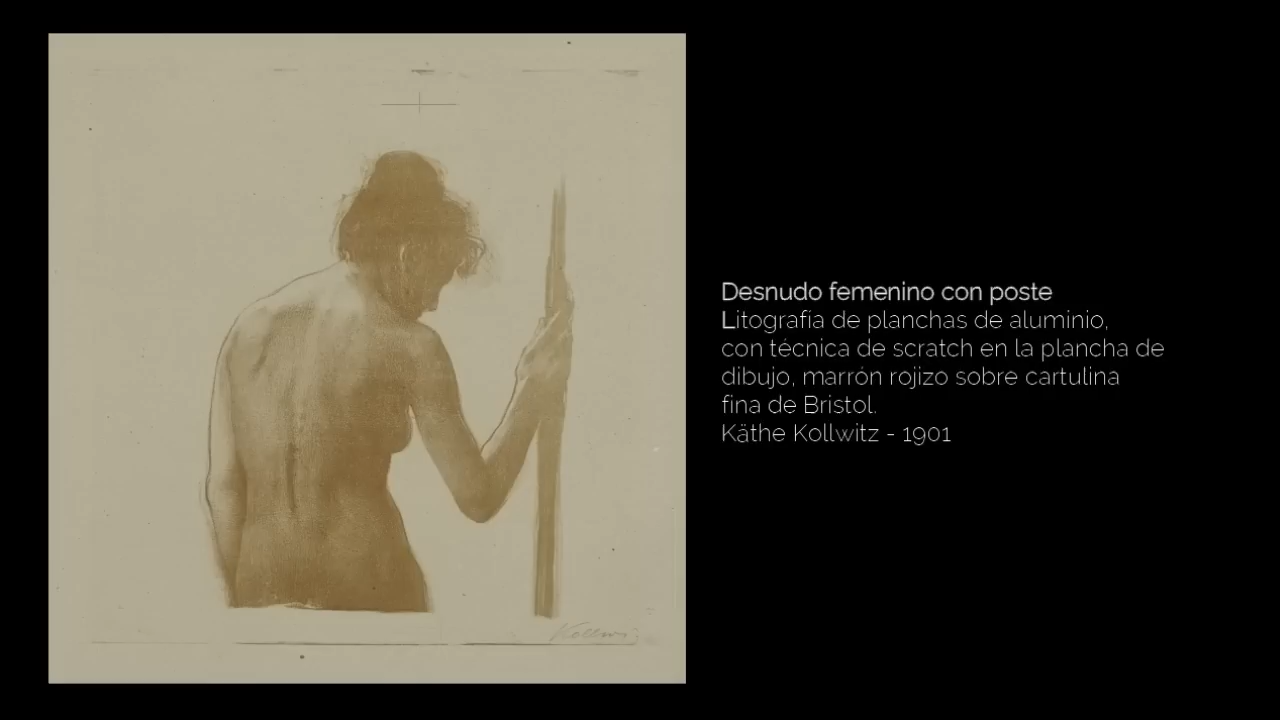 Desnudo femenino con poste
Litografía de planchas de aluminio,
con técnica de scratch en la plancha de
dibujo, marrón rojizo sobre cartulina
fina de Bristol.
Käthe Kollwitz - 1901